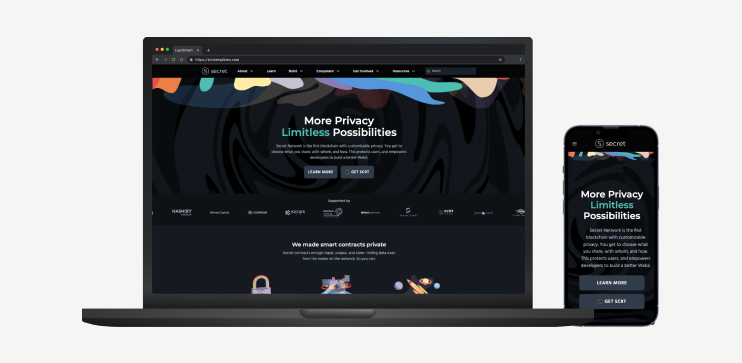 secret
About
Learn
Build
Ecosystem
Get Involved
Resources
Search
More Privacy
Limitless Possibilities
Secret Network is the first blockchain with customizable privacy. You get to
choose what you share, with whom, and how. This protects users, and empowers
developers to build a better Web3.
LEARN MORE
GET SCRT
Supported by
HASHKEY
We made smart contracts private
Secret contracts encrypt input, output, and state - hiding data even
from the nodes on the network. So you can:
secret
More Privacy
Limitless
Possibilities
Secret Network is the first
blockchain with customizable
privacy. You get to choose what
you share, with whom, and how.
This protects users, and empowers
developers to build a better Web3.
LEARN MORE
GET SCRT